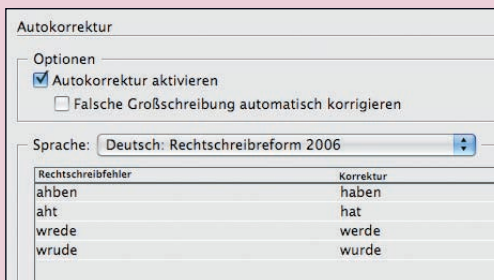 Autokorrektur
Optionen
Autokorrektur aktivieren
Falsche Großschreibung automatisch korrigieren
Sprache: Deutsch: Rechtschreibreform 2006
Rechtschreibfehler Korrektur
ahben haben
aht hat
wrede werde
wrude wurde